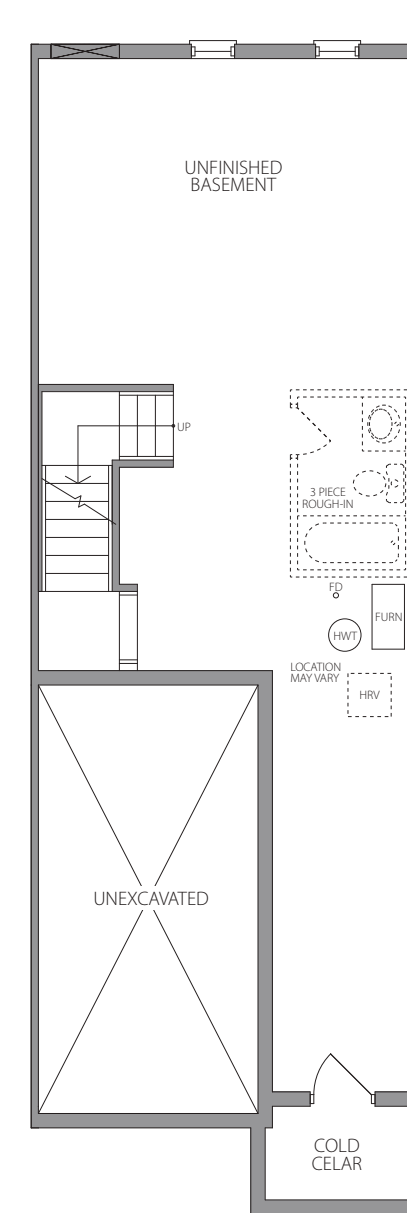 UNFINISHED
BASEMENT
UP
3 PIECE
ROUGH-IN
FD
FURN
HWT
LOCATION
MAY VARY
HRV
UNEXCAVATED
COLD
CELAR